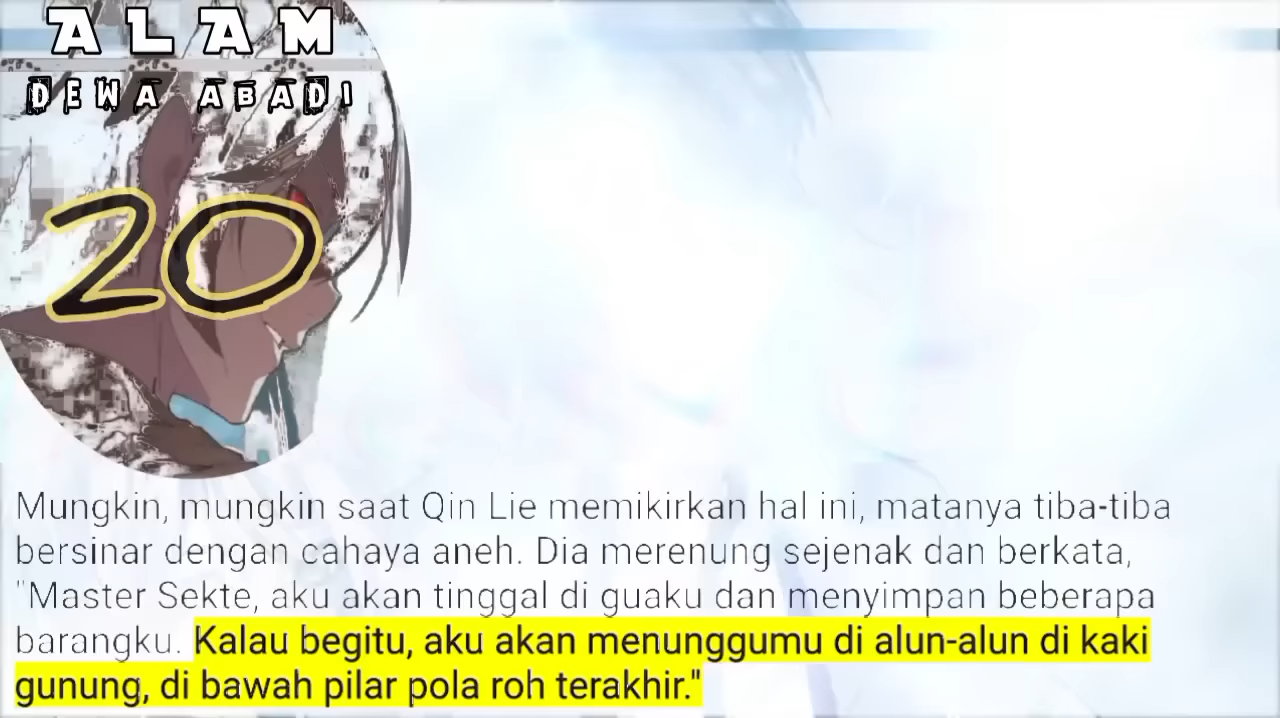 ALAM
DEWA ABADI
20
Mungkin, mungkin saat Qin Lie memikirkan hal ini, matanya tiba-tiba
bersinar dengan cahaya aneh. Dia merenung sejenak dan berkata,
"Master Sekte, aku akan tinggal di guaku dan menyimpan beberapa
barangku. Kalau begitu, aku akan menunggumu di alun-alun di kaki
gunung, di bawah pilar pola roh terakhir."